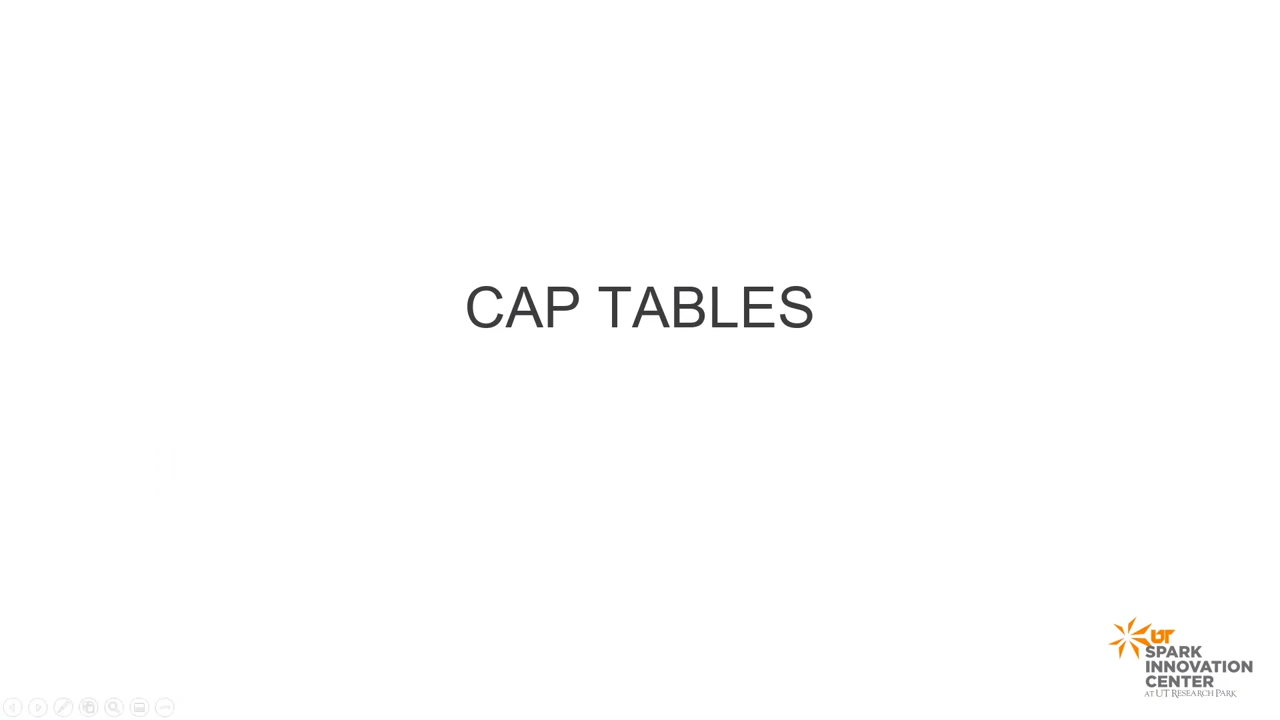 CAP TABLES
UT
SPARK
INNOVATION
CENTER
AT UT RESEARCH PARK